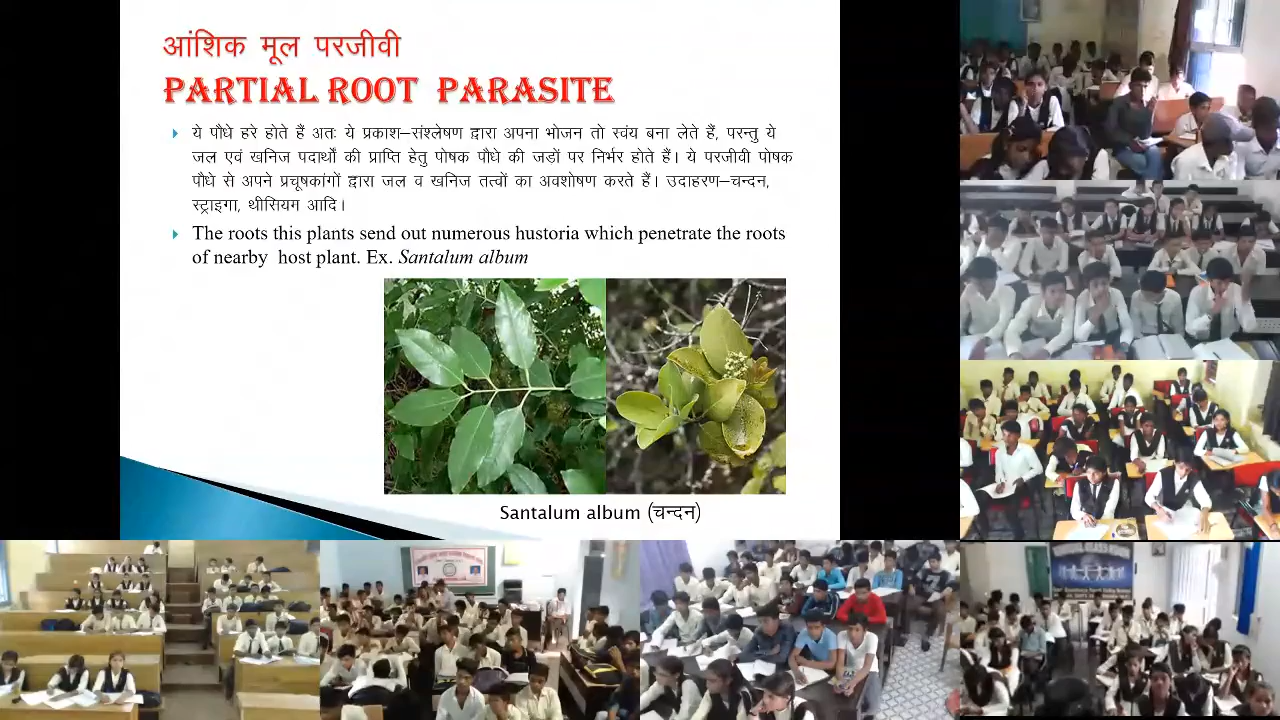 आंशिक मूल परजीवी
PARTIAL ROOT PARASITE
ये पौधे हरे होते हैं अतः ये प्रकाश–संश्लेषण द्वारा अपना भोजन तो स्वंय बना लेते हैं, परन्तु ये
जल एवं खनिज पदार्थों की प्राप्ति हेतु पोषक पौधे की जडों पर निर्भर होते हैं। ये परजीवी पोषक
पौधे से अपने प्रचूषकांगों द्वारा जल व खनिज तत्वों का अवशोषण करते हैं। उदाहरण–चन्दन,
स्ट्राइगा, थीसियम आदि।
The roots this plants send out numerous hustoria which penetrate the roots
of nearby host plant. Ex. Santalum album
Santalum album (चन्दन)